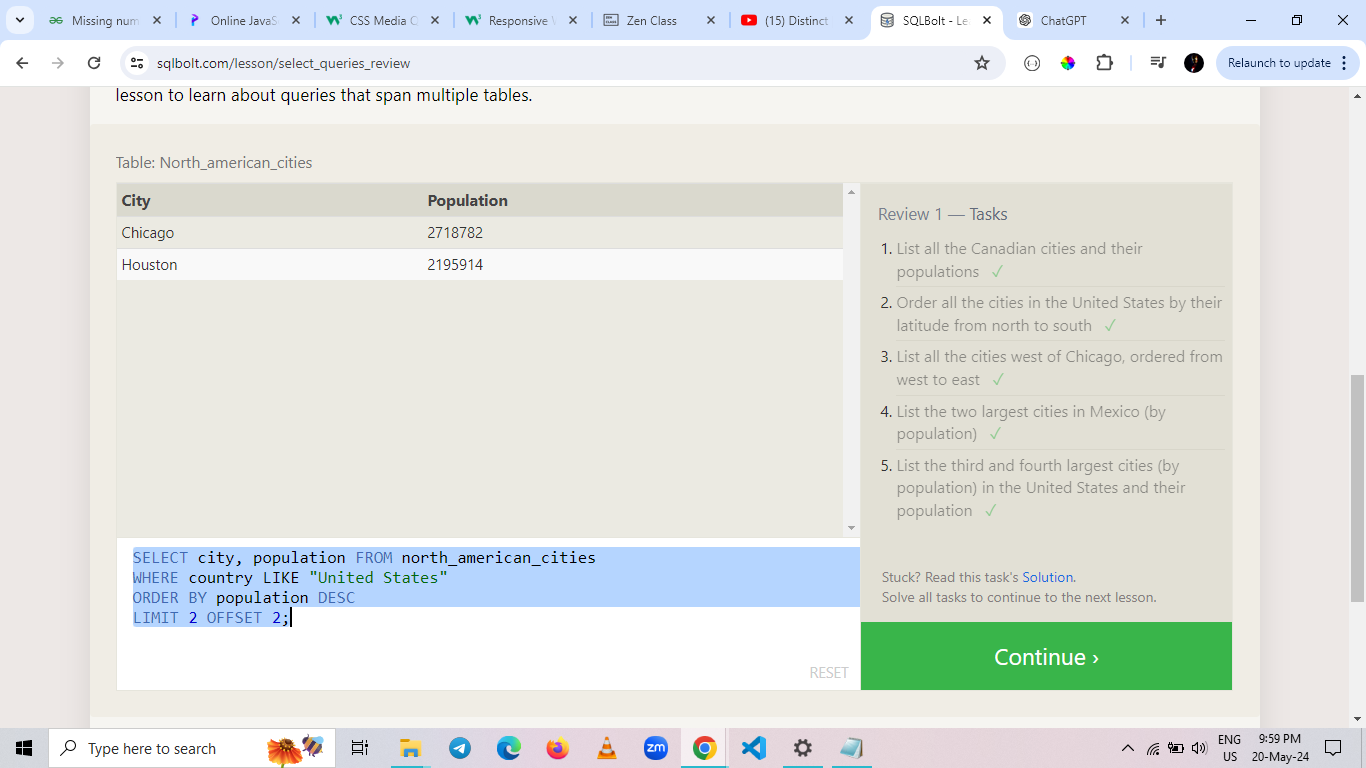 Missing num
Online JavaS
CSS Media C
Responsive
Zen Class
(15) Distinct
SQLBolt - Le
ChatGPT
sqlbolt.com/lesson/select_queries_review
Relaunch to update
lesson to learn about queries that span multiple tables.
Table: North_american_cities
City Population
Chicago 2718782
Houston 2195914
SELECT city, population FROM north_american_cities
WHERE country LIKE "United States"
ORDER BY population DESC
LIMIT 2 OFFSET 2;
RESET
Review 1 — Tasks
1. List all the Canadian cities and their
populations ✓
2. Order all the cities in the United States by their
latitude from north to south ✓
3. List all the cities west of Chicago, ordered from
west to east ✓
4. List the two largest cities in Mexico (by
population) ✓
5. List the third and fourth largest cities (by
population) in the United States and their
population ✓
Stuck? Read this task's Solution.
Solve all tasks to continue to the next lesson.
Continue ›
Type here to search
zm
ENG
US
9:59 PM
20-May-24